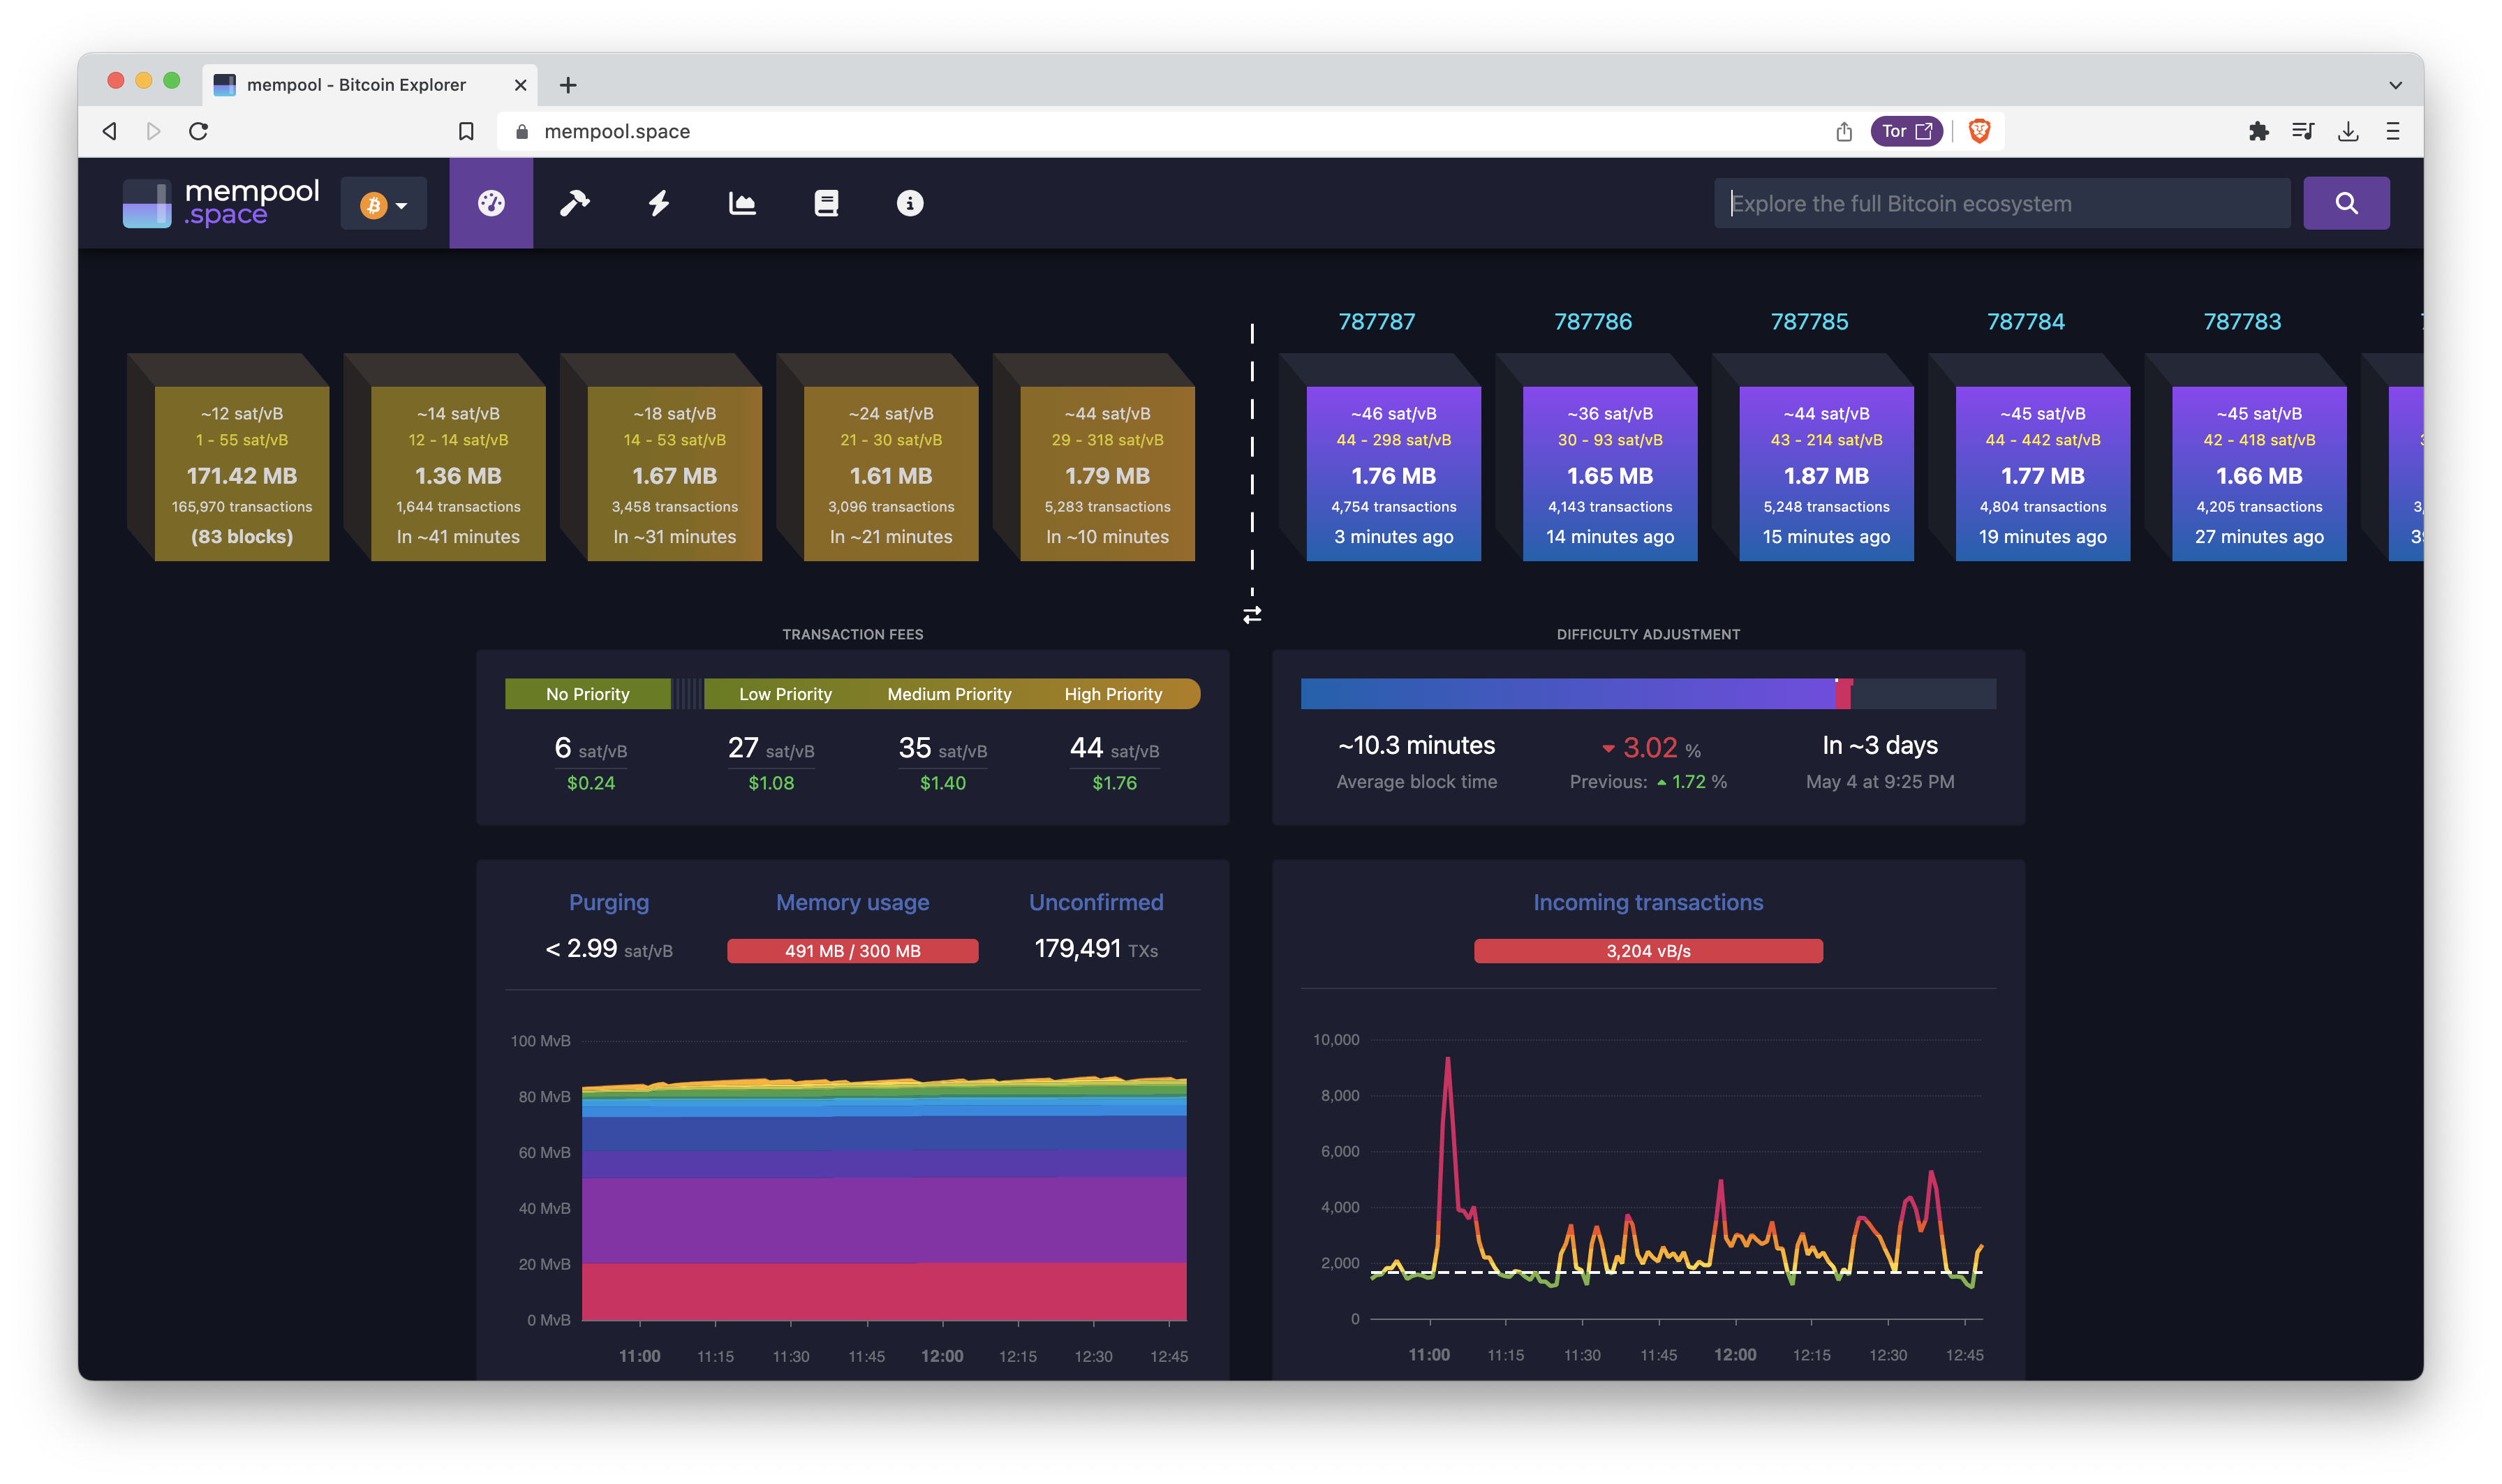 mempool - Bitcoin Explorer
mempool.space
Tor
mempool
.space
Explore the full Bitcoin ecosystem
787787
787786
787785
787784
787783
~12 sat/vB
1 - 55 sat/vB
171.42 MB
165,970 transactions
(83 blocks)
~14 sat/vB
12 - 14 sat/vB
1.36 MB
1,644 transactions
In ~41 minutes
~18 sat/vB
14 - 53 sat/vB
1.67 MB
3,458 transactions
In ~31 minutes
~24 sat/vB
21 - 30 sat/vB
1.61 MB
3,096 transactions
In ~21 minutes
~44 sat/vB
29 - 318 sat/vB
1.79 MB
5,283 transactions
In ~10 minutes
~46 sat/vB
44 - 298 sat/vB
1.76 MB
4,754 transactions
3 minutes ago
~36 sat/vB
30 - 93 sat/vB
1.65 MB
4,143 transactions
14 minutes ago
~44 sat/vB
43 - 214 sat/vB
1.87 MB
5,248 transactions
15 minutes ago
~45 sat/vB
44 - 442 sat/vB
1.77 MB
4,804 transactions
19 minutes ago
~45 sat/vB
42 - 418 sat/vB
1.66 MB
4,205 transactions
27 minutes ago
TRANSACTION FEES
No Priority Low Priority Medium Priority High Priority
6 sat/vB 27 sat/vB 35 sat/vB 44 sat/vB
$0.24 $1.08 $1.40 $1.76
DIFFICULTY ADJUSTMENT
~10.3 minutes 3.02 % In ~3 days
Average block time Previous: 1.72 % May 4 at 9:25 PM
Purging Memory usage Unconfirmed
< 2.99 sat/vB 491 MB / 300 MB 179,491 TXs
100 MvB
80 MvB
60 MvB
40 MvB
20 MvB
0 MvB
11:00 11:15 11:30 11:45 12:00 12:15 12:30 12:45
Incoming transactions
3,204 vB/s
10,000
8,000
6,000
4,000
2,000
0
11:00 11:15 11:30 11:45 12:00 12:15 12:30 12:45